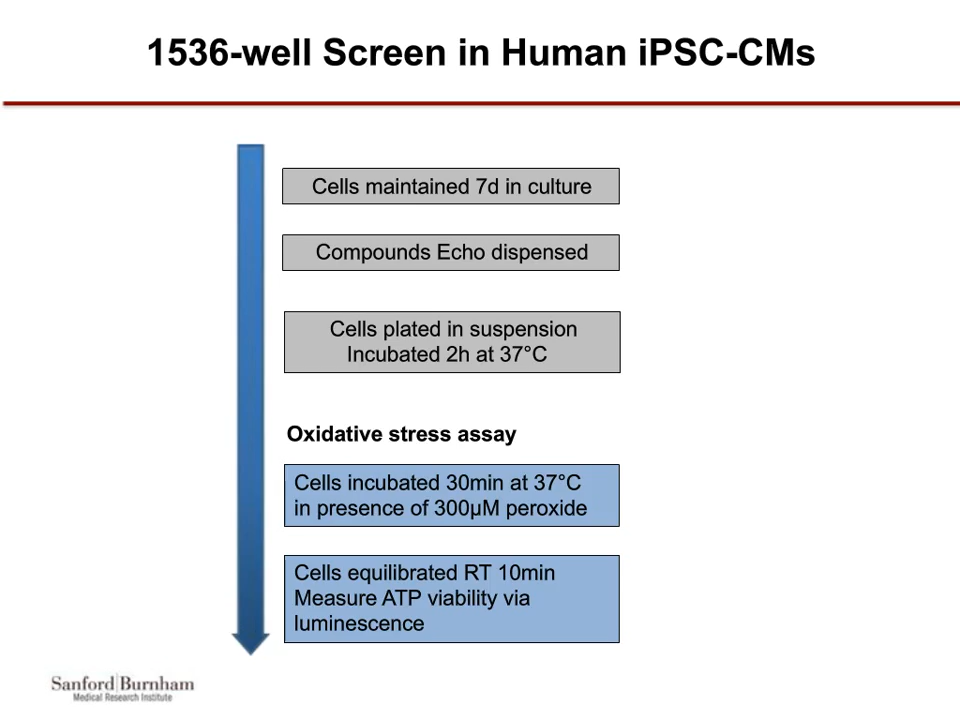 1536-well Screen in Human iPSC-CMs
Cells maintained 7d in culture
Compounds Echo dispensed
Cells plated in suspension
Incubated 2h at 37°C
Oxidative stress assay
Cells incubated 30min at 37°C
in presence of 300µM peroxide
Cells equilibrated RT 10min
Measure ATP viability via
luminescence
Sanford|Burnham
Medical Research Institute